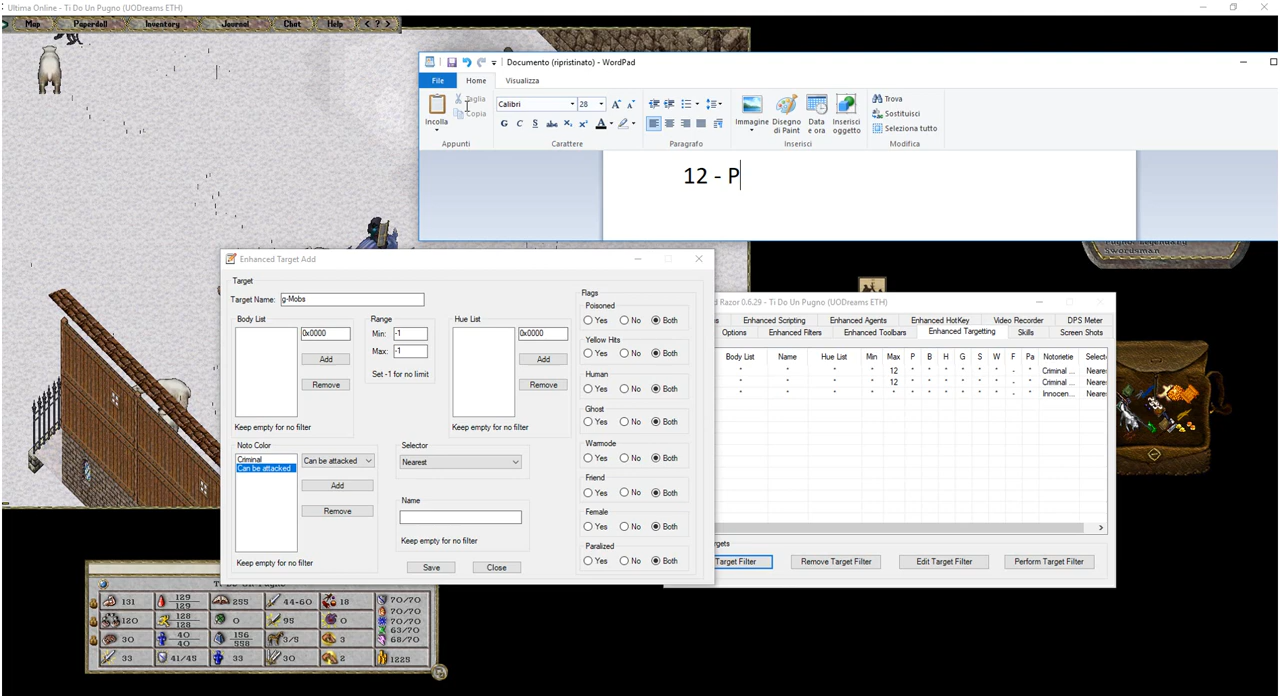 Ultima Online - Ti Do Un Pugno (UODreams ETH)
Map Paperdoll Inventory Journal Chat Help < ? >
Documento (ripristinato) - WordPad
File Home Visualizza
Incolla Taglia Copia
Calibri 28
G C S abc X₂ X² A
Immagine Disegno di Paint Data e ora Inserisci oggetto
Trova
Sostituisci
Seleziona tutto
Appunti Carattere Paragrafo Inserisci Modifica
12 - P
swordsman
Enhanced Target Add
Target
Target Name: g-Mobs
Body List
0x0000
Add
Remove
Keep empty for no filter
Range
Min: -1
Max: -1
Set -1 for no limit
Hue List
0x0000
Add
Remove
Keep empty for no filter
Noto Color
Criminal
Can be attacked
Can be attacked
Add
Remove
Keep empty for no filter
Selector
Nearest
Name
Keep empty for no filter
Save Close
Flags
Poisoned
Yes No Both
Yellow Hits
Yes No Both
Human
Yes No Both
Ghost
Yes No Both
Warmode
Yes No Both
Friend
Yes No Both
Female
Yes No Both
Paralized
Yes No Both
d Razor 0.6.29 - Ti Do Un Pugno (UODreams ETH)
s Enhanced Scripting Enhanced Agents Enhanced HotKey Video Recorder DPS Meter
Options Enhanced Filters Enhanced Toolbars Enhanced Targetting Skills Screen Shots
Body List Name Hue List Min Max P B H G S W F Pa Notorietie Select
* * * * 12 * * * * * * - * Criminal ... Neare
* * * * 12 * * * * * * - * Criminal ... Neare
* * * * * * * * * * * - * Innocen... Neare
rgets
Target Filter Remove Target Filter Edit Target Filter Perform Target Filter
131 129 129 255 44-60 18 70/70
70/70
120 128 128 0 95 0 70/70
63/70
30 40 40 156 558 3/5 3 68/70
33 41/45 33 30 2 1225